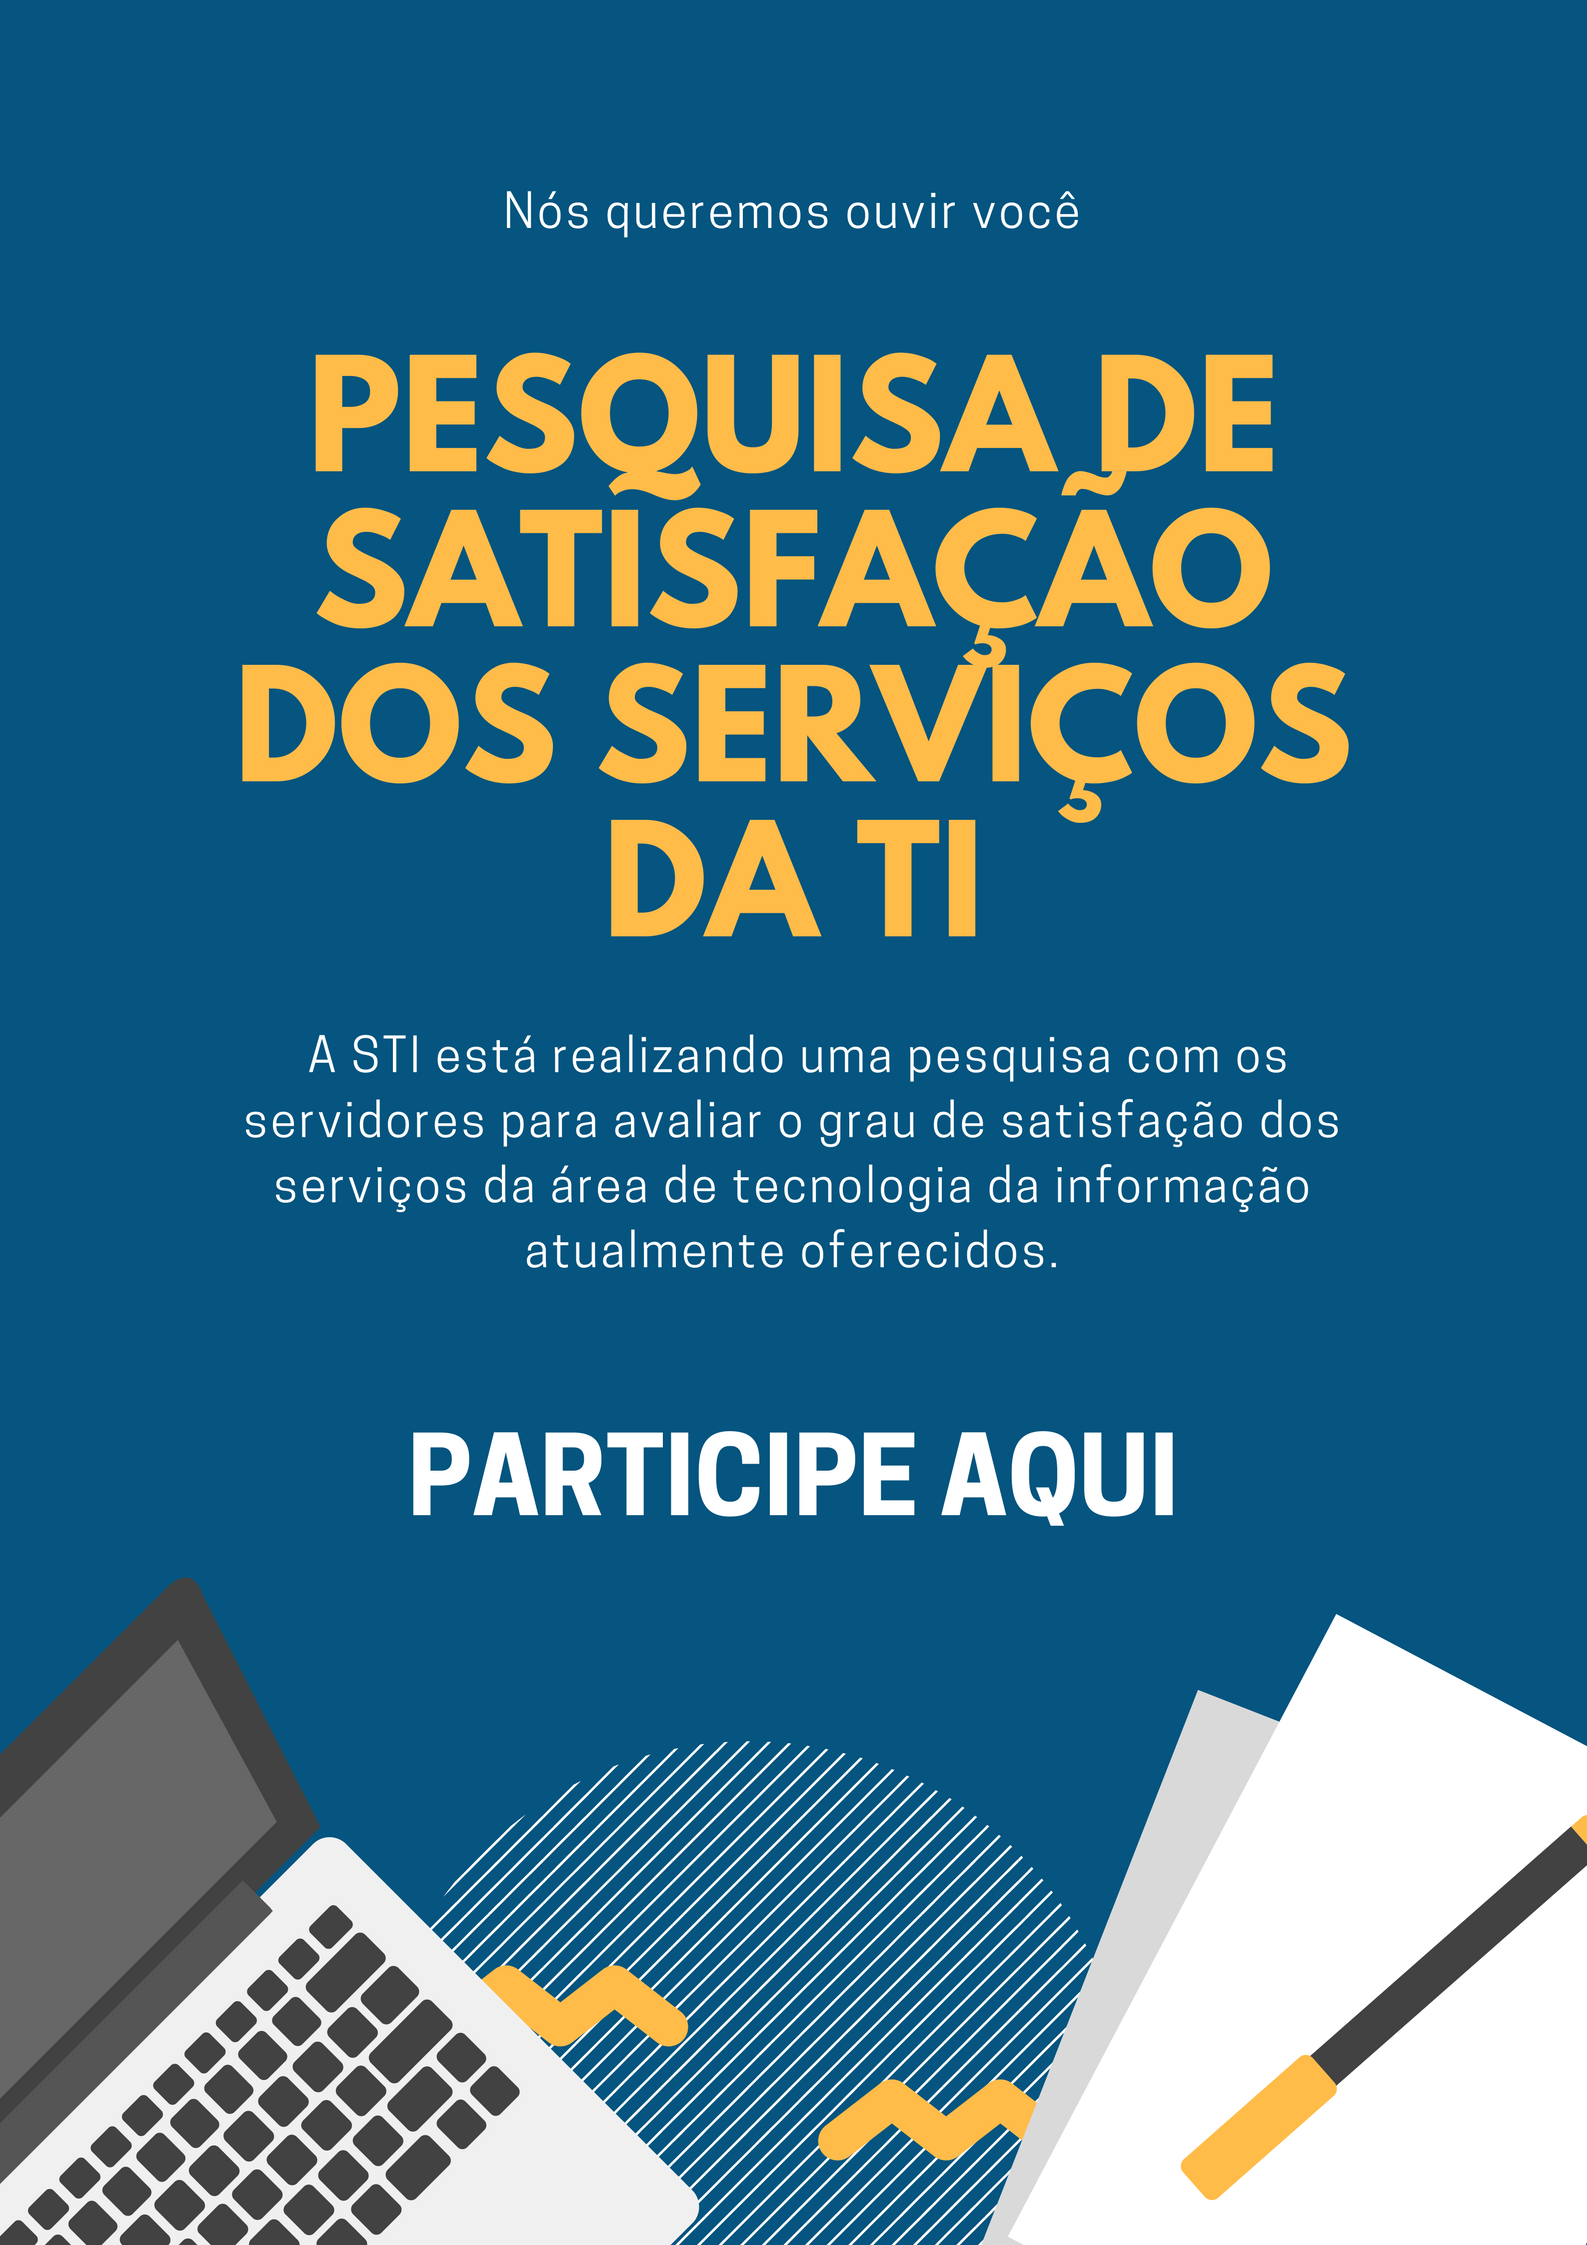 Nós queremos ouvir você
PESQUISA DE
SATISFAÇÃO
DOS SERVIÇOS
DA TI
A STI está realizando uma pesquisa com os
servidores para avaliar o grau de satisfação dos
serviços da área de tecnologia da informação
atualmente oferecidos.
PARTICIPE AQUI